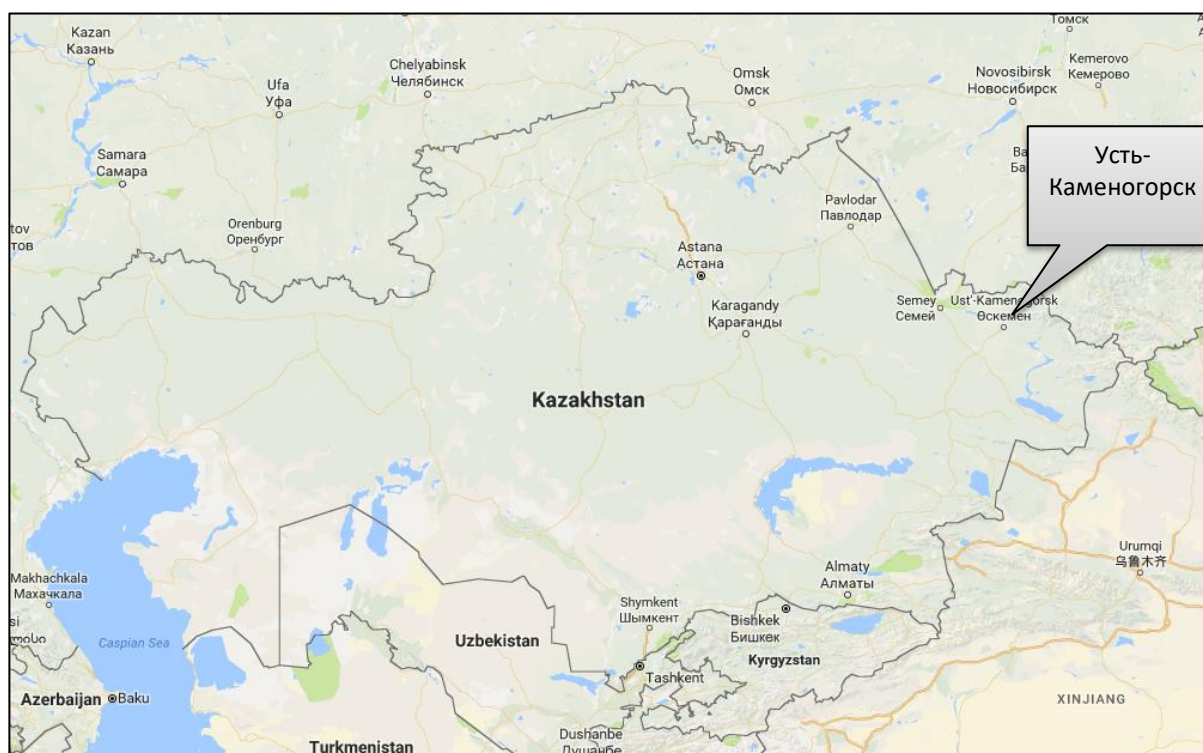 Kazan
Казань
Ufa
Уфа
Chelyabinsk
Челябинск
Omsk
Омск
Томск
Novosibirsk
Новосибирск
Kemerovo
Кемерово
Samara
Самара
Orenburg
Оренбург
Усть-
Каменогорск
Pavlodar
Павлодар
Astana
Астана
Karagandy
Қарағанды
Semey
Семей
Ust'-Kamenogorsk
Өскемен
Kazakhstan
Urumqi
乌鲁木齐
Almaty
Алматы
Makhachkala
Махачкала
Shymkent
Шымкент
Bishkek
Бишкек
Caspian Sea
Uzbekistan
Kyrgyzstan
Tashkent
Azerbaijan
Baku
XINJIANG
Dushanbe
Душанбе
Turkmenistan